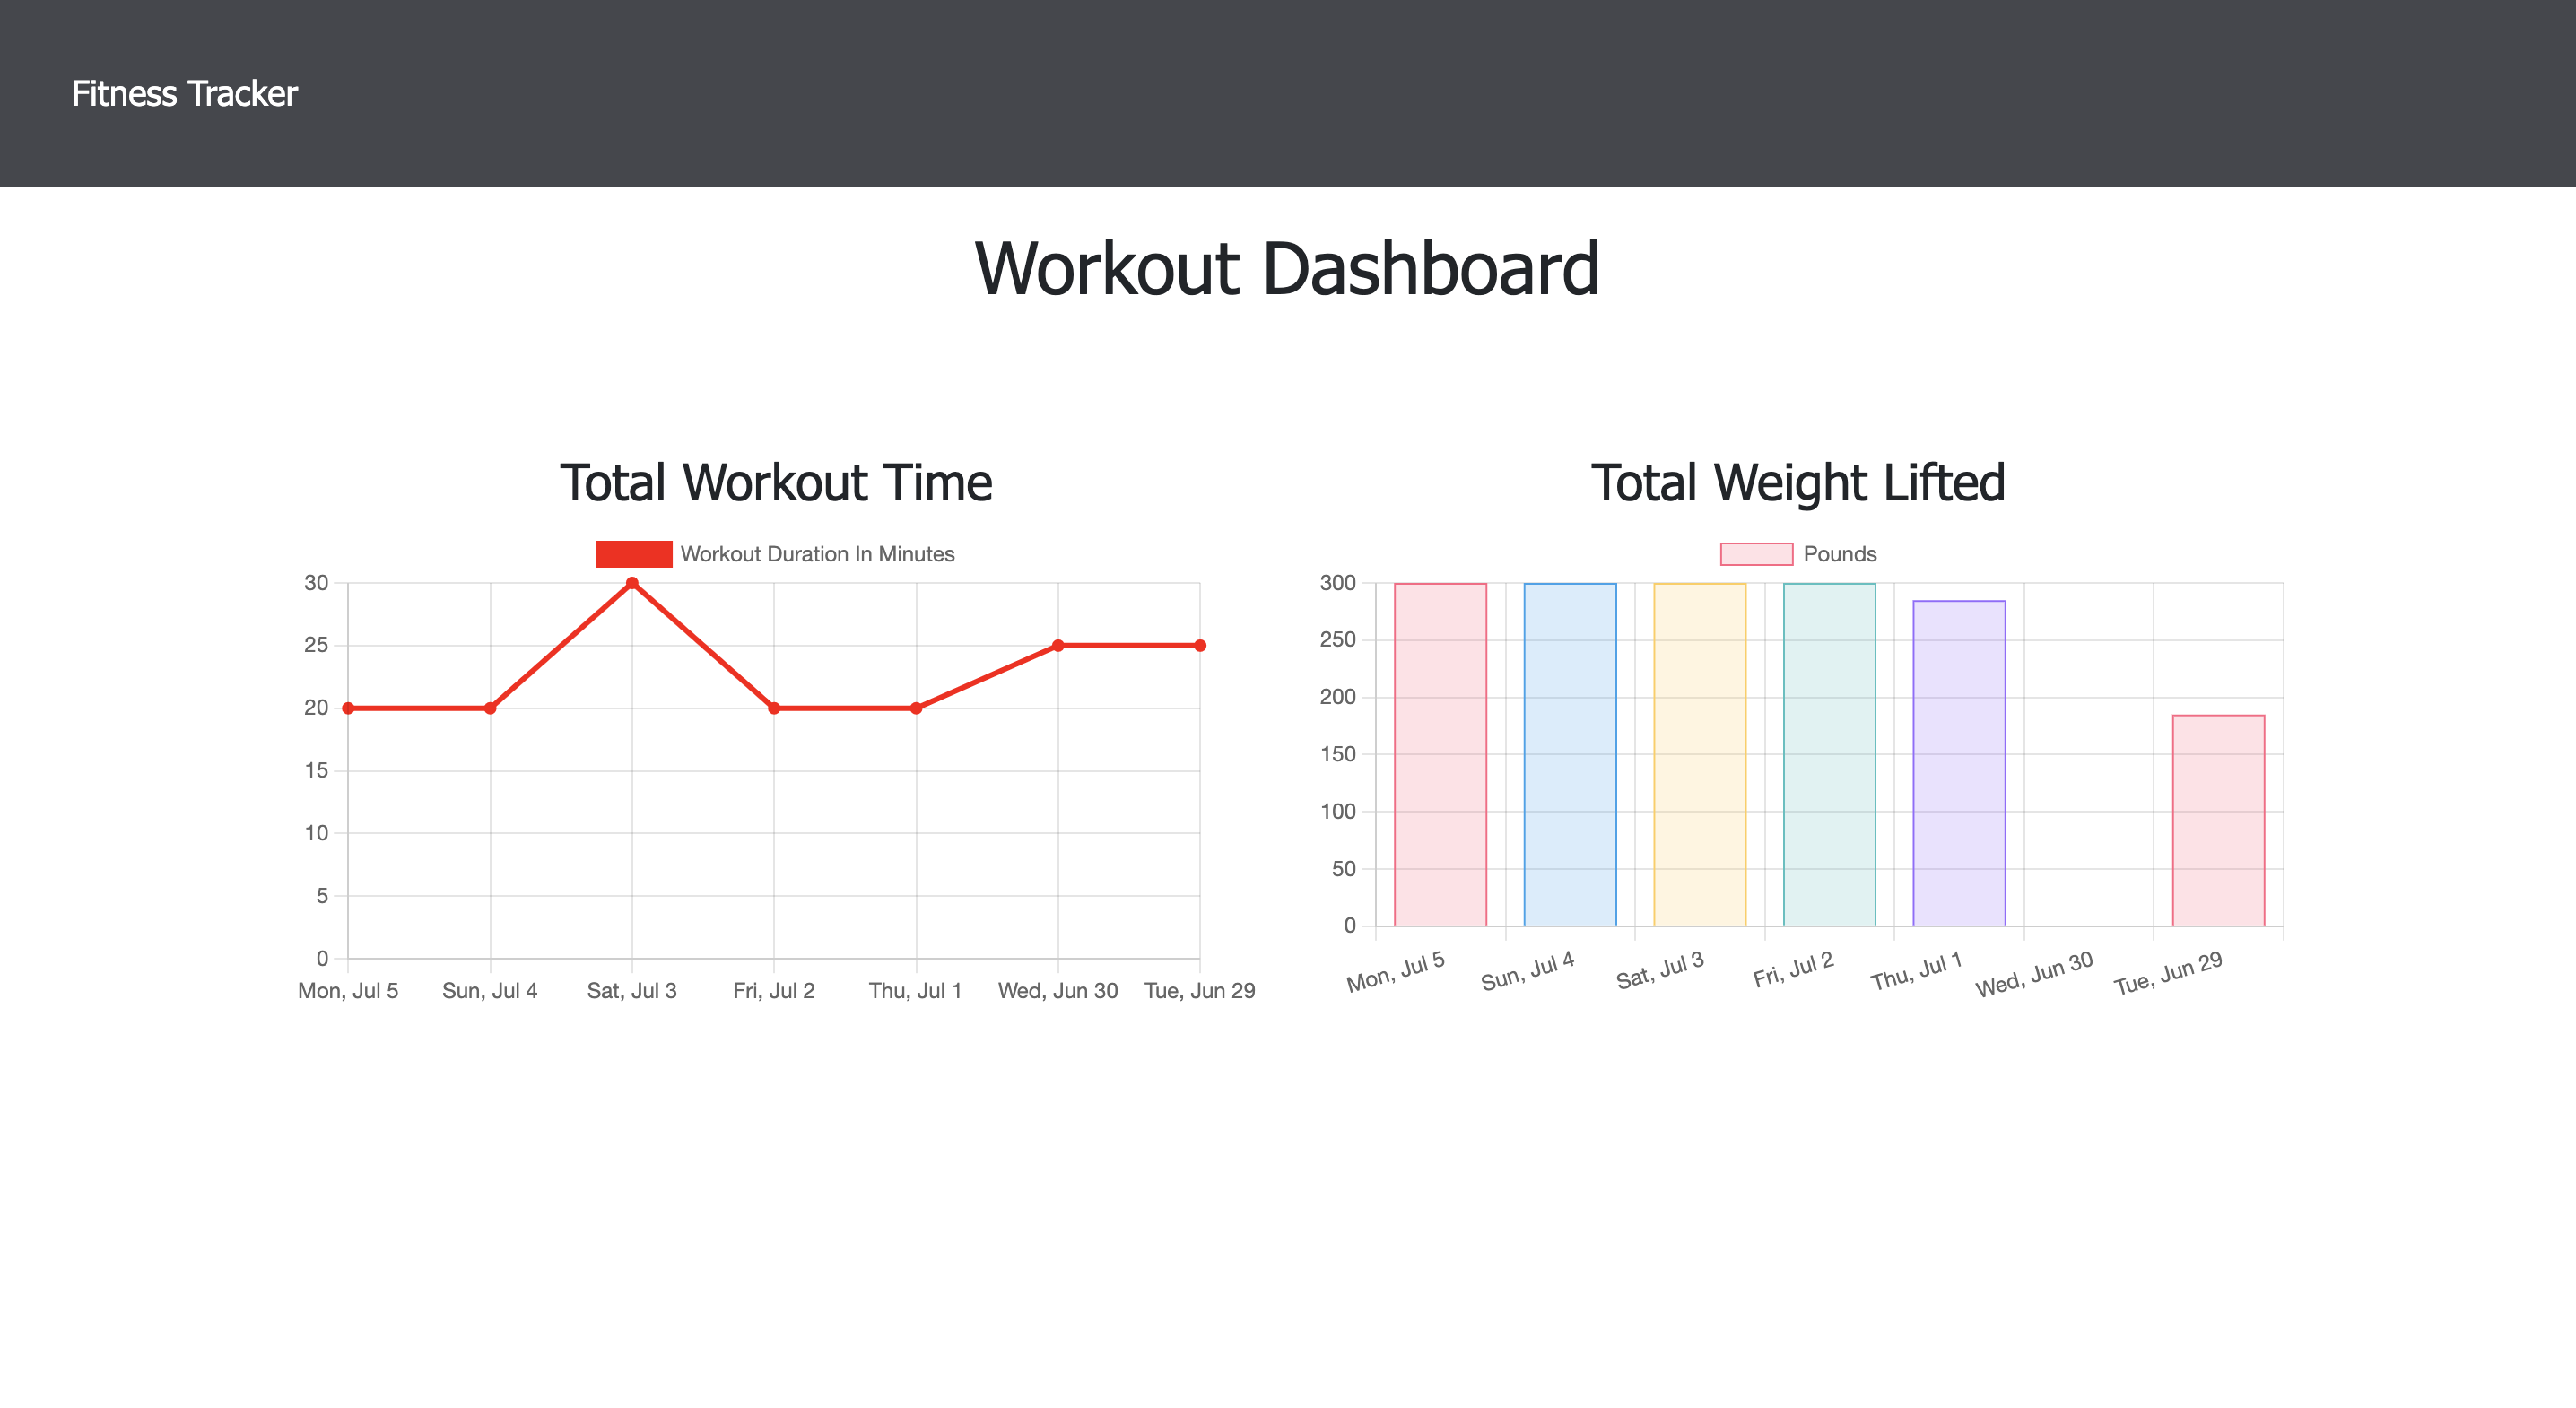 Fitness Tracker
Workout Dashboard
Total Workout Time
Workout Duration In Minutes
30
25
20
15
10
5
0
Mon, Jul 5 Sun, Jul 4 Sat, Jul 3 Fri, Jul 2 Thu, Jul 1 Wed, Jun 30 Tue, Jun 29
Total Weight Lifted
Pounds
300
250
200
150
100
50
0
Mon, Jul 5 Sun, Jul 4 Sat, Jul 3 Fri, Jul 2 Thu, Jul 1 Wed, Jun 30 Tue, Jun 29